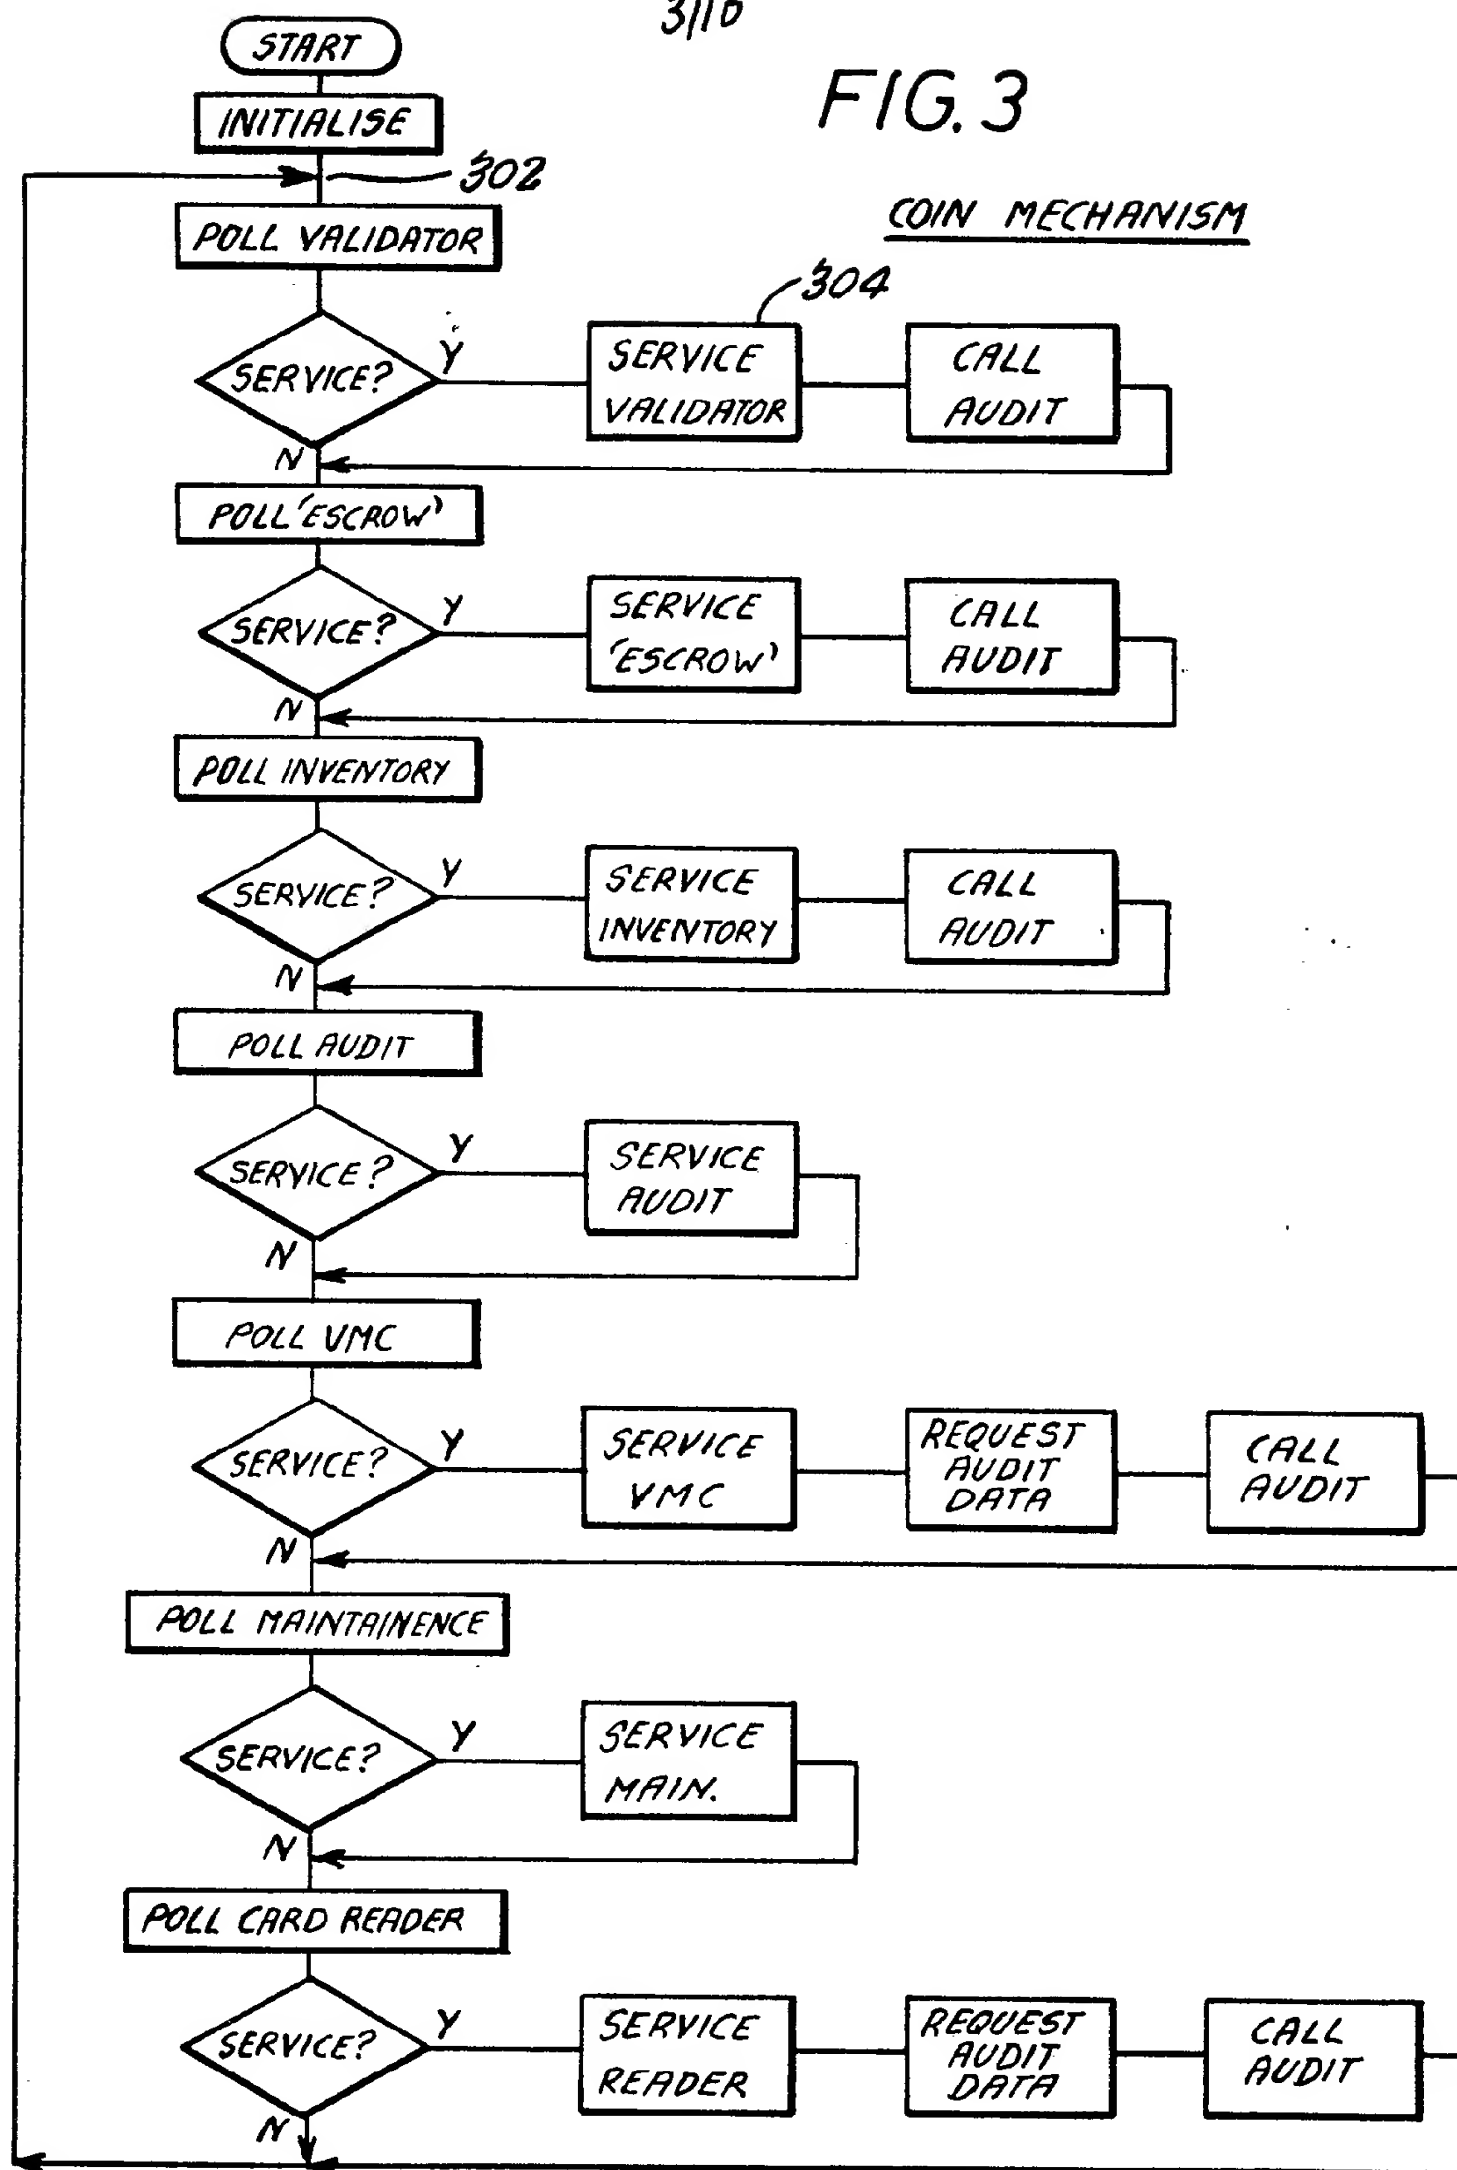 3/10
START
FIG. 3
INITIALISE
302
COIN MECHANISM
POLL VALIDATOR
304
SERVICE?
Y
SERVICE
VALIDATOR
CALL
AUDIT
N
POLL 'ESCROW'
SERVICE?
Y
SERVICE
'ESCROW'
CALL
AUDIT
N
POLL INVENTORY
SERVICE?
Y
SERVICE
INVENTORY
CALL
AUDIT
N
POLL AUDIT
SERVICE?
Y
SERVICE
AUDIT
N
POLL VMC
SERVICE?
Y
SERVICE
VMC
REQUEST
AUDIT
DATA
CALL
AUDIT
N
POLL MAINTAINENCE
SERVICE?
Y
SERVICE
MAIN.
N
POLL CARD READER
SERVICE?
Y
SERVICE
READER
REQUEST
AUDIT
DATA
CALL
AUDIT
N